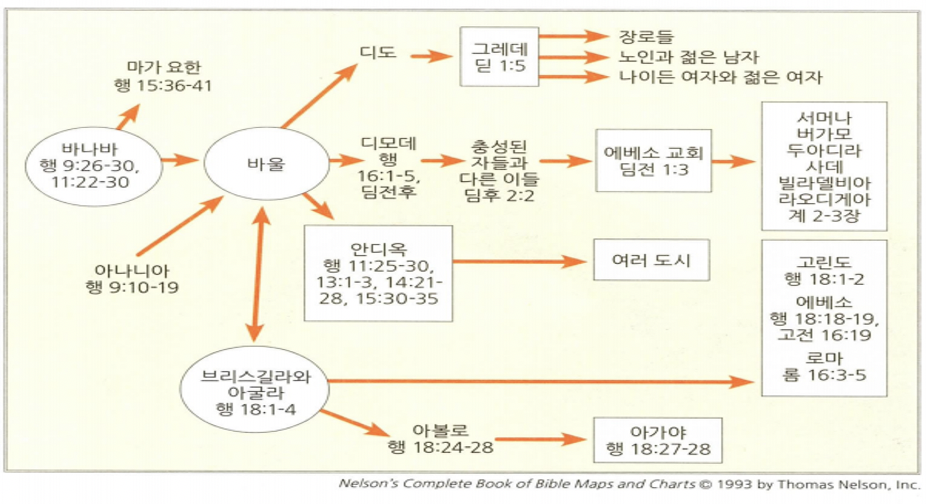 마가 요한
행 15:36-41
디도
그레데
딛 1:5
장로들
노인과 젊은 남자
나이든 여자와 젊은 여자
바나바
행 9:26-30,
11:22-30
바울
디모데
행
16:1-5,
딤전후
충성된
자들과
다른 이들
딤후 2:2
에베소 교회
딤전 1:3
서머나
버가모
두아디라
사데
빌라델비아
라오디게아
계 2-3장
아나니아
행 9:10-19
안디옥
행 11:25-30,
13:1-3, 14:21-
28, 15:30-35
여러 도시
고린도
행 18:1-2
에베소
행 18:18-19,
고전 16:19
로마
롬 16:3-5
브리스길라와
아굴라
행 18:1-4
아볼로
행 18:24-28
아가야
행 18:27-28
Nelson's Complete Book of Bible Maps and Charts © 1993 by Thomas Nelson, Inc.